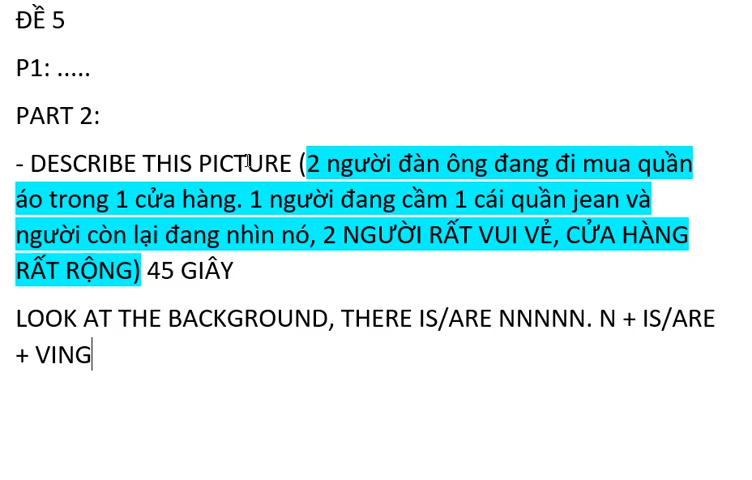 ĐỀ 5
P1: .....
PART 2:
- DESCRIBE THIS PICTURE (2 người đàn ông đang đi mua quần
áo trong 1 cửa hàng. 1 người đang cầm 1 cái quần jean và
người còn lại đang nhìn nó, 2 NGƯỜI RẤT VUI VẺ, CỬA HÀNG
RẤT RỘNG) 45 GIÂY
LOOK AT THE BACKGROUND, THERE IS/ARE NNNNN. N + IS/ARE
+ VING